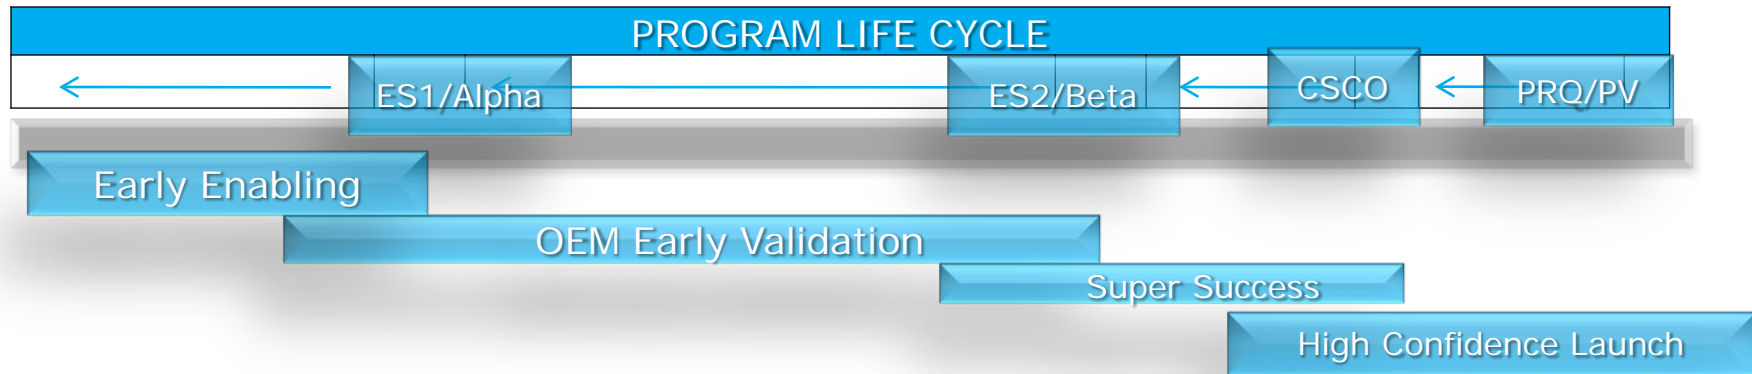 PROGRAM LIFE CYCLE
ES1/Alpha
ES2/Beta
CSCO
PRQ/PV
Early Enabling
OEM Early Validation
Super Success
High Confidence Launch